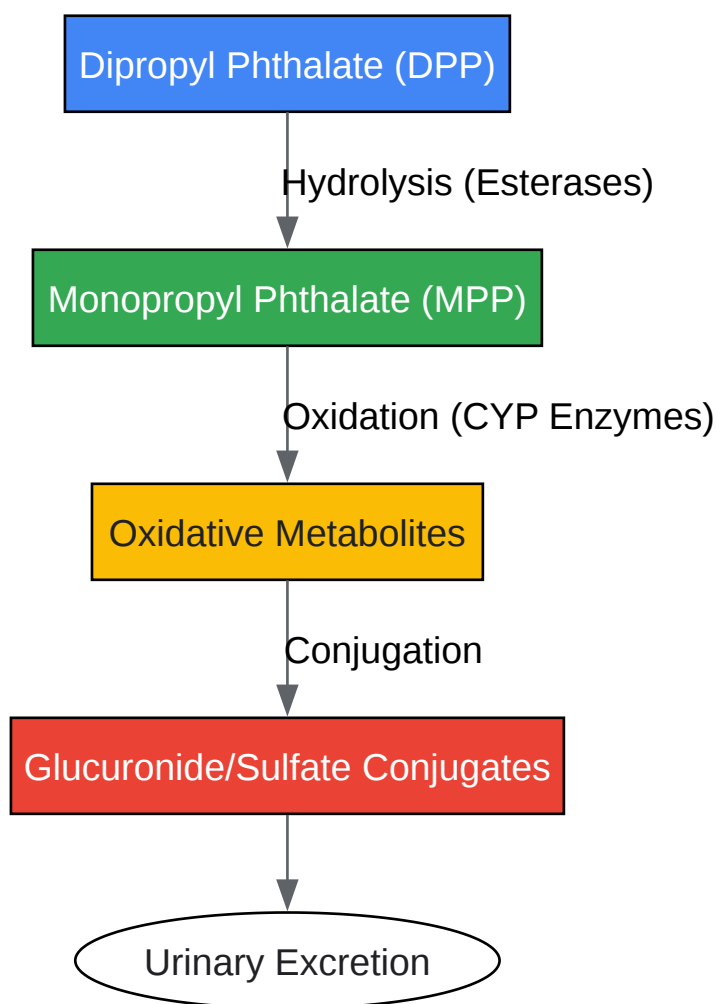 Dipropyl Phthalate (DPP)
Hydrolysis (Esterases)
Monopropyl Phthalate (MPP)
Oxidation (CYP Enzymes)
Oxidative Metabolites
Conjugation
Glucuronide/Sulfate Conjugates
Urinary Excretion